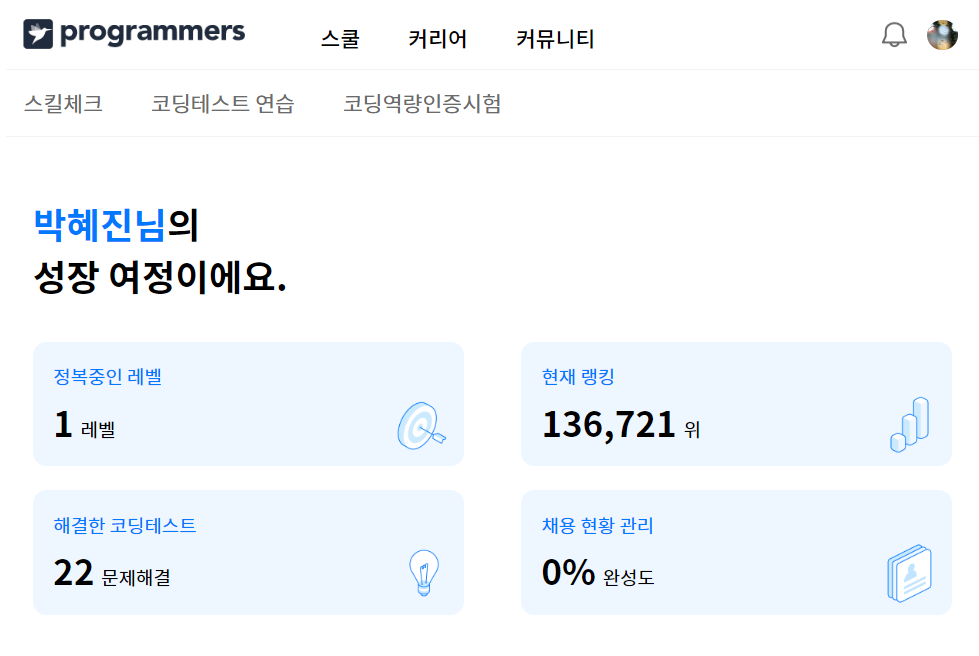 programmers 스쿨 커리어 커뮤니티
스킬체크 코딩테스트 연습 코딩역량인증시험
박혜진님의
성장 여정이에요.
정복중인 레벨
1 레벨
현재 랭킹
136,721 위
해결한 코딩테스트
22 문제해결
채용 현황 관리
0% 완성도